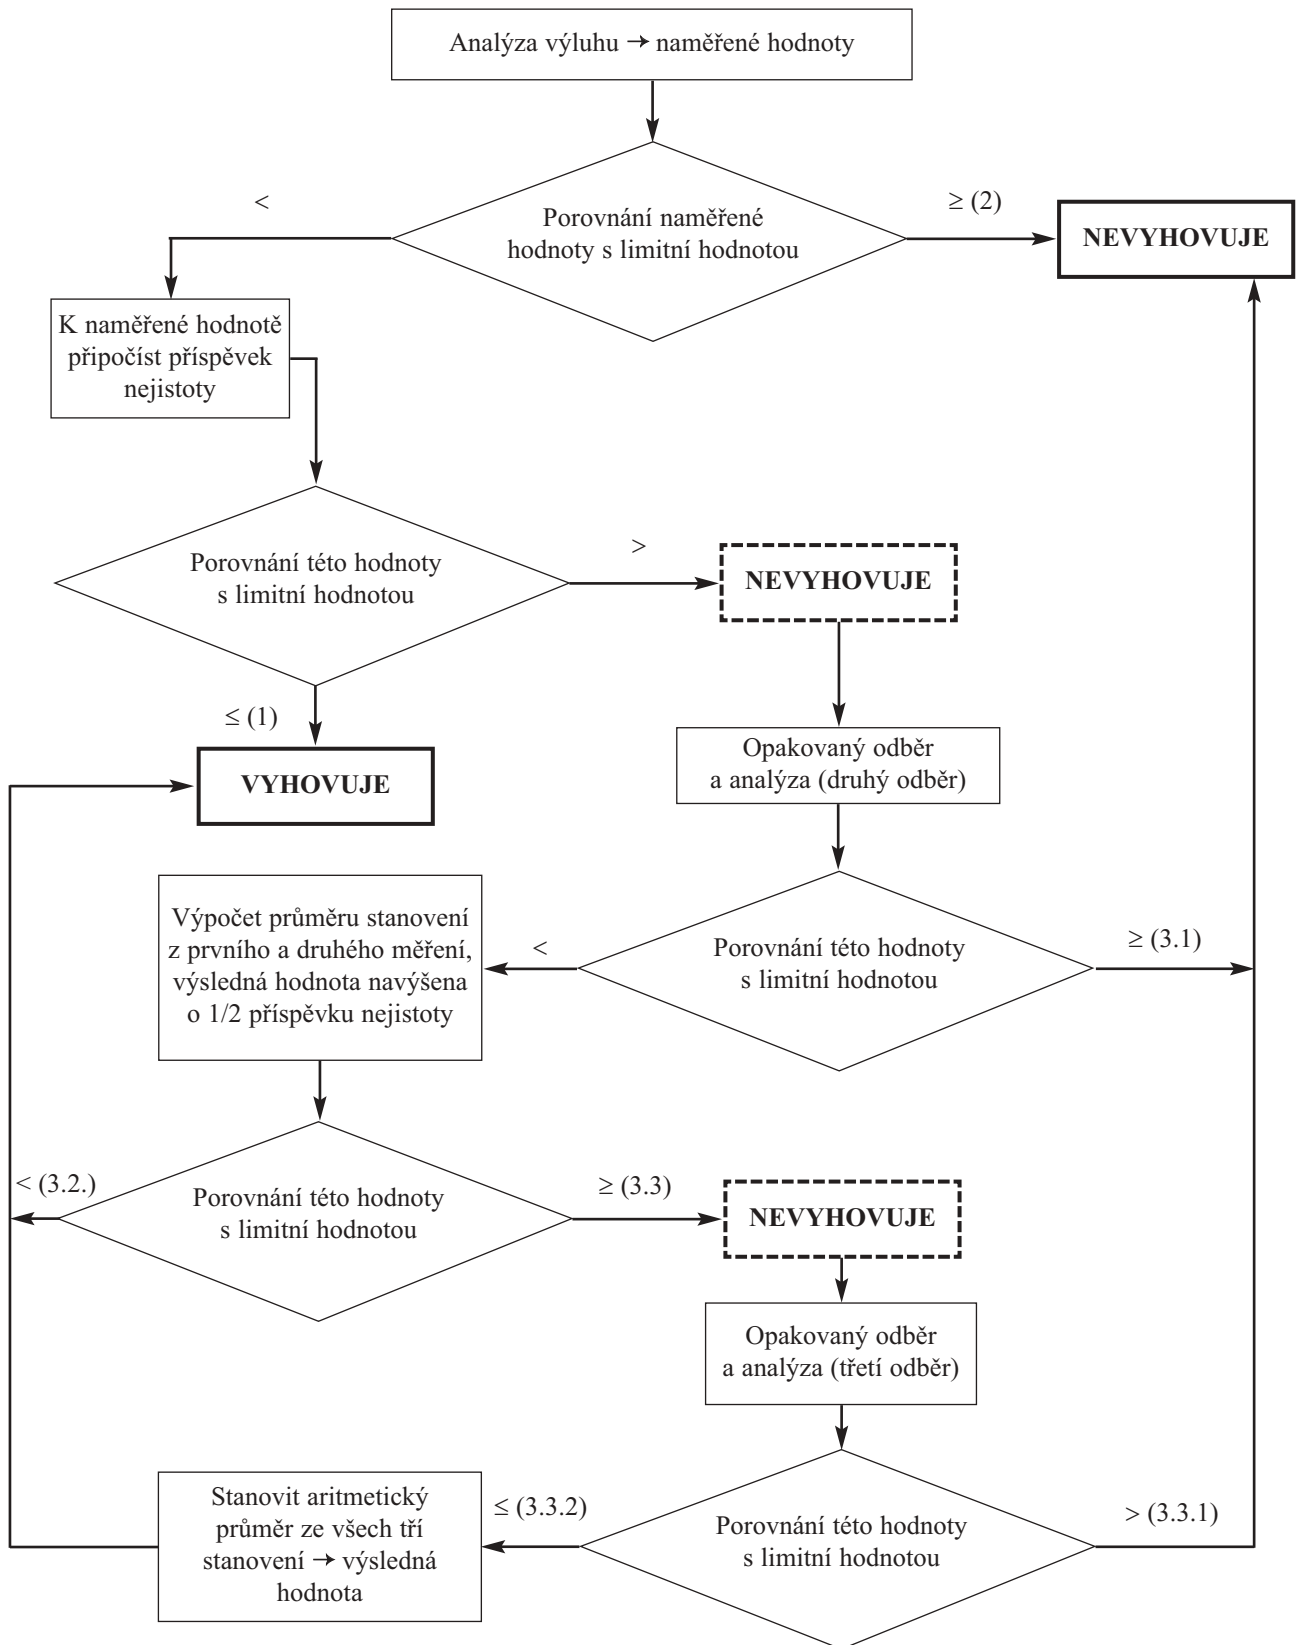 Analýza výluhu → naměřené hodnoty
<
Porovnání naměřené
hodnoty s limitní hodnotou
≥ (2)
NEVYHOVUJE
K naměřené hodnotě
připočíst příspěvek
nejistoty
Porovnání této hodnoty
s limitní hodnotou
>
NEVYHOVUJE
≤ (1)
VYHOVUJE
Opakovaný odběr
a analýza (druhý odběr)
Výpočet průměru stanovení
z prvního a druhého měření,
výsledná hodnota navýšena
o 1/2 příspěvku nejistoty
<
Porovnání této hodnoty
s limitní hodnotou
≥ (3.1)
< (3.2.)
Porovnání této hodnoty
s limitní hodnotou
≥ (3.3)
NEVYHOVUJE
Opakovaný odběr
a analýza (třetí odběr)
Stanovit aritmetický
průměr ze všech tří
stanovení → výsledná
hodnota
≤ (3.3.2)
Porovnání této hodnoty
s limitní hodnotou
> (3.3.1)